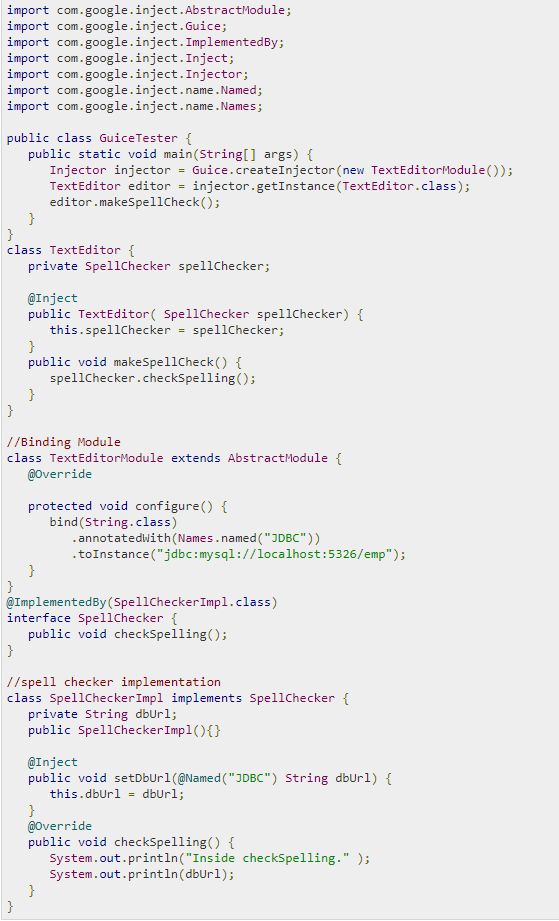 import com.google.inject.AbstractModule;
import com.google.inject.Guice;
import com.google.inject.ImplementedBy;
import com.google.inject.Inject;
import com.google.inject.Injector;
import com.google.inject.name.Named;
import com.google.inject.name.Names;

public class GuiceTester {
   public static void main(String[] args) {
      Injector injector = Guice.createInjector(new TextEditorModule());
      TextEditor editor = injector.getInstance(TextEditor.class);
      editor.makeSpellCheck();
   }
}
class TextEditor {
   private SpellChecker spellChecker;

   @Inject
   public TextEditor( SpellChecker spellChecker) {
      this.spellChecker = spellChecker;
   }
   public void makeSpellCheck() {
      spellChecker.checkSpelling();
   }
}

//Binding Module
class TextEditorModule extends AbstractModule {
   @Override

   protected void configure() {
      bind(String.class)
         .annotatedWith(Names.named("JDBC"))
         .toInstance("jdbc:mysql://localhost:5326/emp");
   }
}
@ImplementedBy(SpellCheckerImpl.class)
interface SpellChecker {
   public void checkSpelling();
}

//spell checker implementation
class SpellCheckerImpl implements SpellChecker {
   private String dbUrl;
   public SpellCheckerImpl(){}

   @Inject
   public void setDbUrl(@Named("JDBC") String dbUrl) {
      this.dbUrl = dbUrl;
   }
   @Override
   public void checkSpelling() {
      System.out.println("Inside checkSpelling." );
      System.out.println(dbUrl);
   }
}